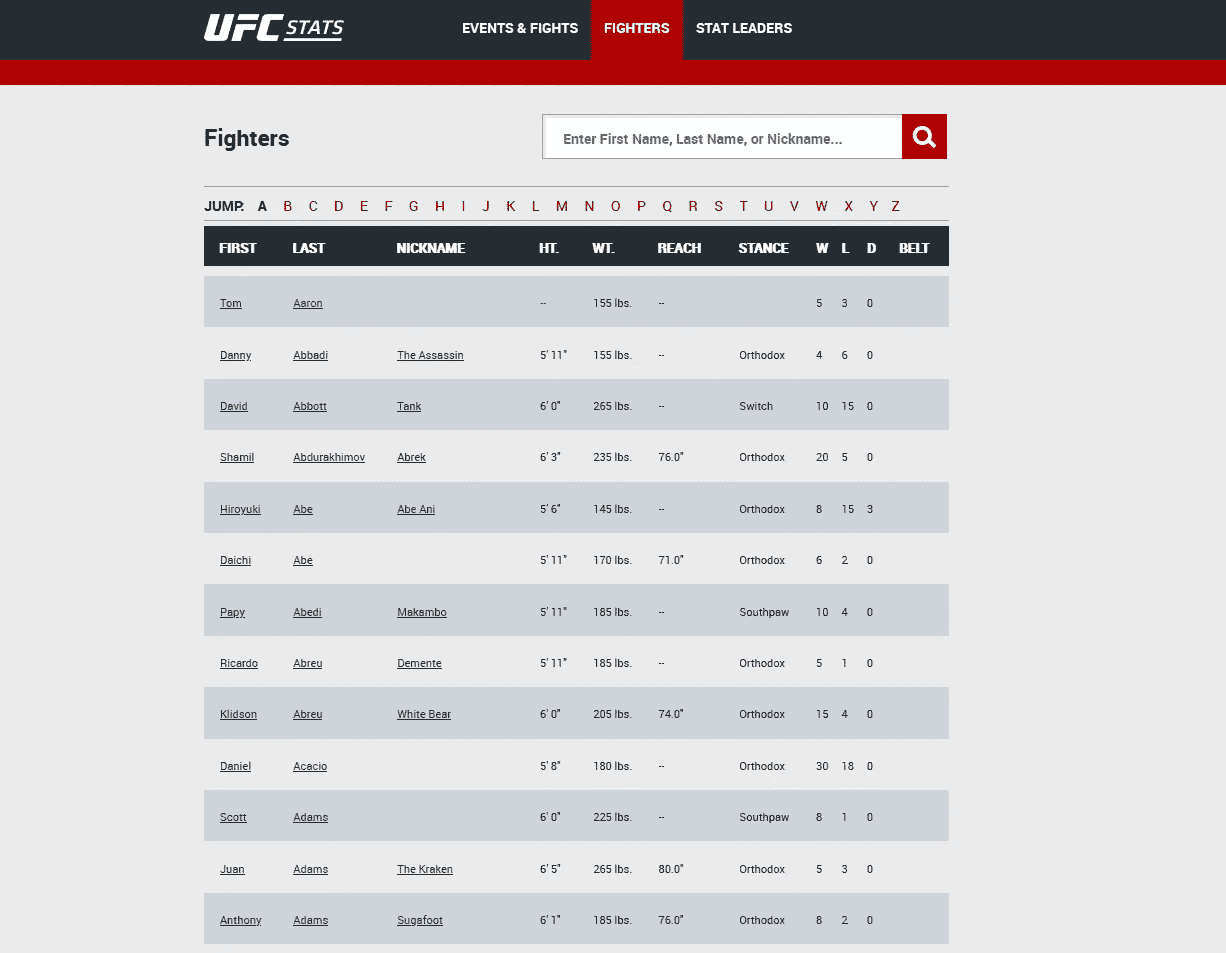 UFC STATS EVENTS & FIGHTS FIGHTERS STAT LEADERS
Fighters Enter First Name, Last Name, or Nickname...
JUMP: A B C D E F G H I J K L M N O P Q R S T U V W X Y Z
FIRST LAST NICKNAME HT. WT. REACH STANCE W L D BELT
Tom Aaron -- 155 lbs. -- 5 3 0
Danny Abbadi The Assassin 5' 11" 155 lbs. -- Orthodox 4 6 0
David Abbott Tank 6' 0" 265 lbs. -- Switch 10 15 0
Shamil Abdurakhimov Abrek 6' 3" 235 lbs. 76.0" Orthodox 20 5 0
Hiroyuki Abe Abe Ani 5' 6" 145 lbs. -- Orthodox 8 15 3
Daichi Abe 5' 11" 170 lbs. 71.0" Orthodox 6 2 0
Papy Abedi Makambo 5' 11" 185 lbs. -- Southpaw 10 4 0
Ricardo Abreu Demente 5' 11" 185 lbs. -- Orthodox 5 1 0
Klidson Abreu White Bear 6' 0" 205 lbs. 74.0" Orthodox 15 4 0
Daniel Acacio 5' 8" 180 lbs. -- Orthodox 30 18 0
Scott Adams 6' 0" 225 lbs. -- Southpaw 8 1 0
Juan Adams The Kraken 6' 5" 265 lbs. 80.0" Orthodox 5 3 0
Anthony Adams Sugafoot 6' 1" 185 lbs. 76.0" Orthodox 8 2 0